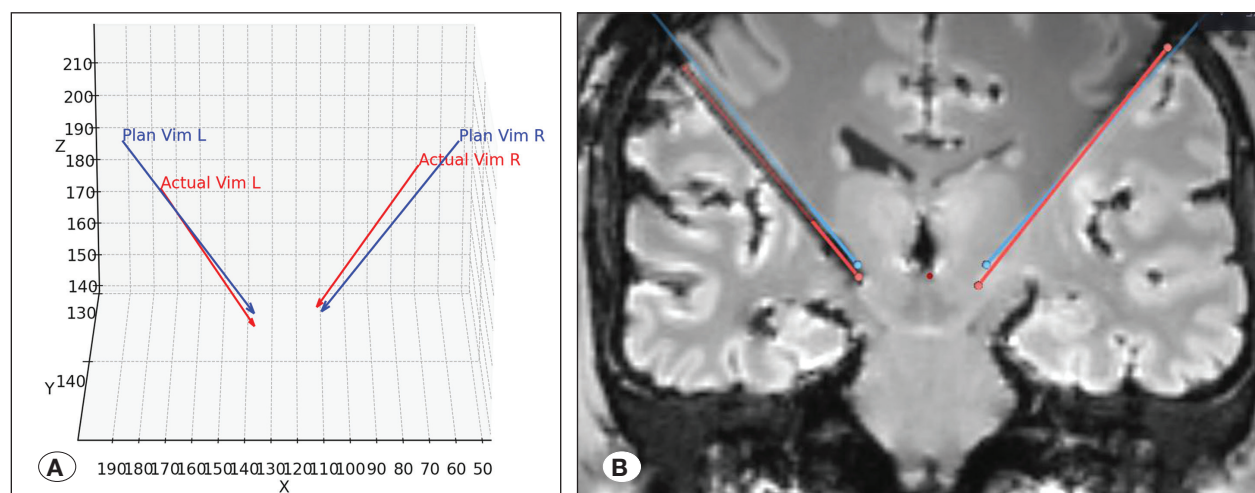 210
200
190
Z
180
170
160
150
140
130
Y 140
Plan Vim L
Plan Vim R
Actual Vim R
Actual Vim L
190 180 170 160 150 140 130 120 110 100 90 80 70 60 50
X
A
B